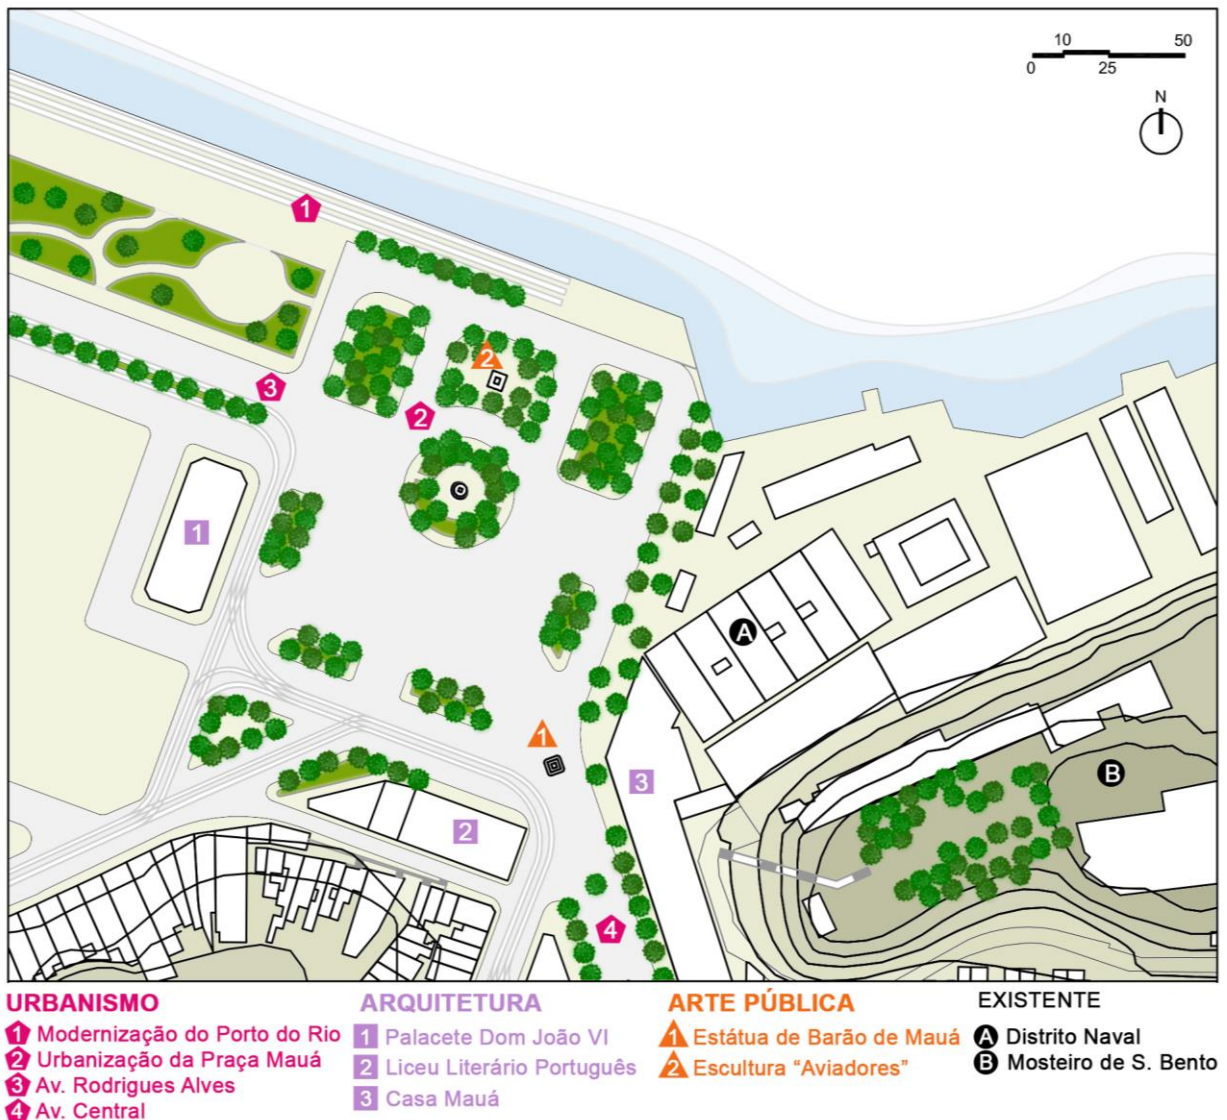 10 50
0 25
N
1
2
3
2
1
A
1
3
2
B
4
URBANISMO
1 Modernização do Porto do Rio
2 Urbanização da Praça Mauá
3 Av. Rodrigues Alves
4 Av. Central
ARQUITETURA
1 Palacete Dom João VI
2 Liceu Literário Português
3 Casa Mauá
ARTE PÚBLICA
1 Estátua de Barão de Mauá
2 Escultura “Aviadores”
EXISTENTE
A Distrito Naval
B Mosteiro de S. Bento